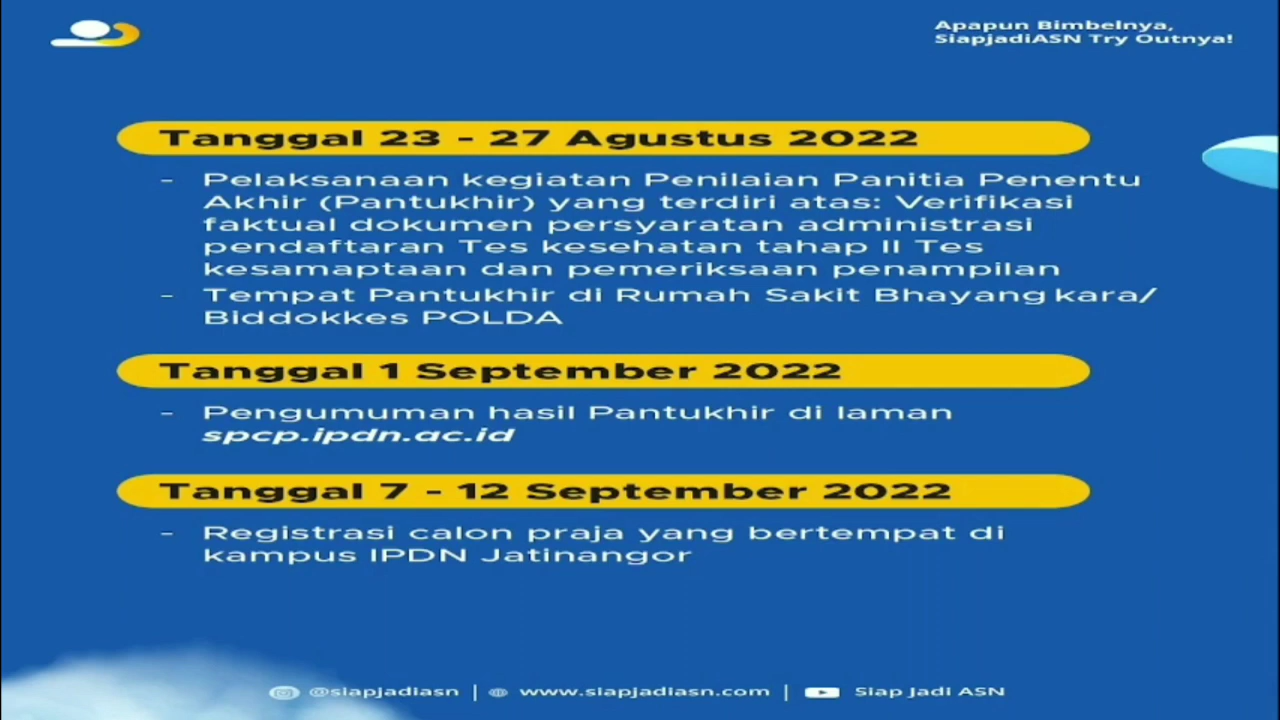 Apapun Bimbelnya,
SiapjadiASN Try Outnya!
Tanggal 23 - 27 Agustus 2022
- Pelaksanaan kegiatan Penilaian Panitia Penentu
Akhir (Pantukhir) yang terdiri atas: Verifikasi
faktual dokumen persyaratan administrasi
pendaftaran Tes kesehatan tahap II Tes
kesamaptaan dan pemeriksaan penampilan
- Tempat Pantukhir di Rumah Sakit Bhayangkara/
Biddokkes POLDA
Tanggal 1 September 2022
- Pengumuman hasil Pantukhir di laman
spcp.ipdn.ac.id
Tanggal 7 - 12 September 2022
- Registrasi calon praja yang bertempat di
kampus IPDN Jatinangor
@siapjadiasn | www.siapjadiasn.com | Siap Jadi ASN